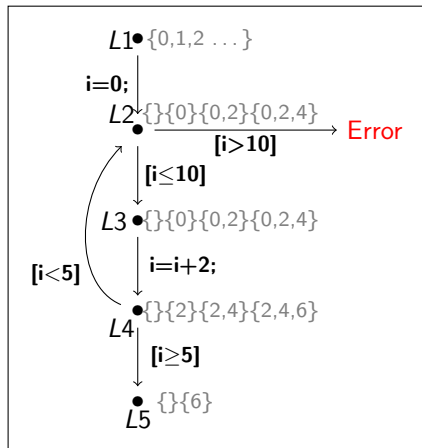 L1 {0,1,2 ... }
i=0;
L2 {}{0}{0,2}{0,2,4}
[i>10] Error
[i≤10]
L3 {}{0}{0,2}{0,2,4}
[i<5] i=i+2;
L4 {}{2}{2,4}{2,4,6}
[i≥5]
L5 {}{6}